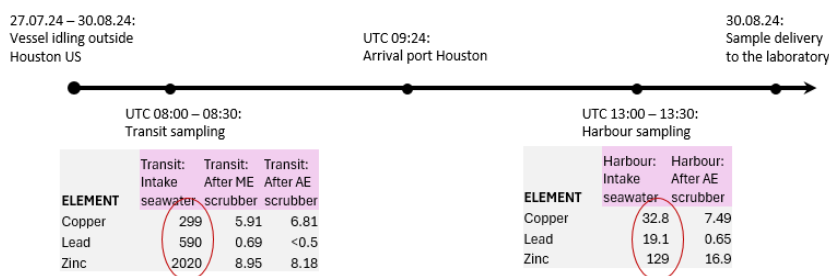 27.07.24 – 30.08.24:
Vessel idling outside
Houston US
UTC 09:24:
Arrival port Houston
30.08.24:
Sample delivery
to the laboratory
UTC 08:00 – 08:30:
Transit sampling
UTC 13:00 – 13:30:
Harbour sampling
Transit: Transit: Transit:
Intake After ME After AE
ELEMENT seawater scrubber scrubber
Copper 299 5.91 6.81
Lead 590 0.69 <0.5
Zinc 2020 8.95 8.18
Harbour: Harbour:
Intake After AE
ELEMENT seawater scrubber
Copper 32.8 7.49
Lead 19.1 0.65
Zinc 129 16.9